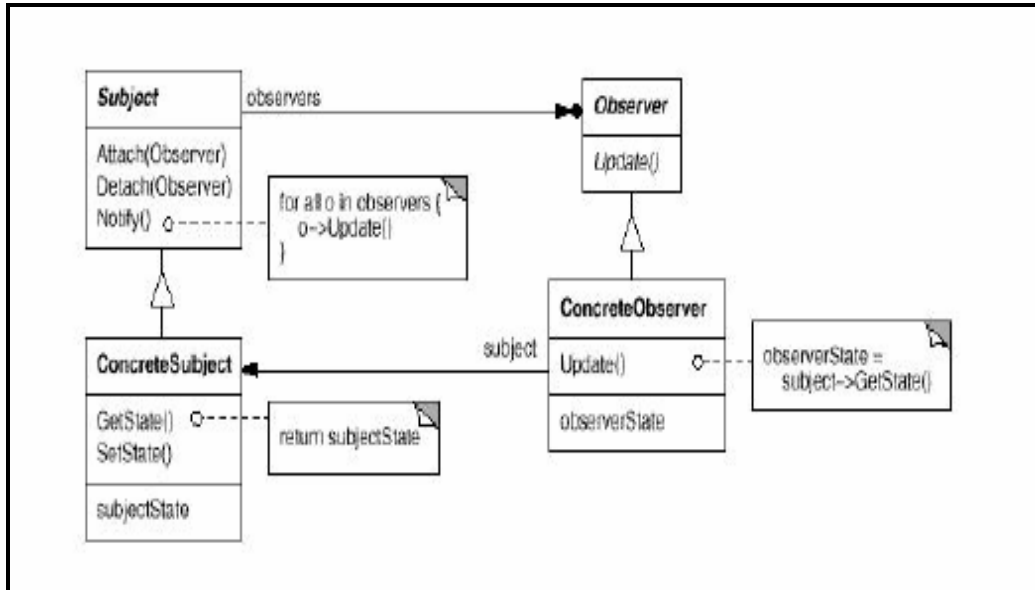 Subject
observers
Observer
Attach(Observer)
Detach(Observer)
Notify()
for all o in observers {
o->Update()
}
Update()
ConcreteSubject
subject
ConcreteObserver
GetState()
SetState()
return subjectState
Update()
observerState =
subject->GetState()
subjectState
observerState